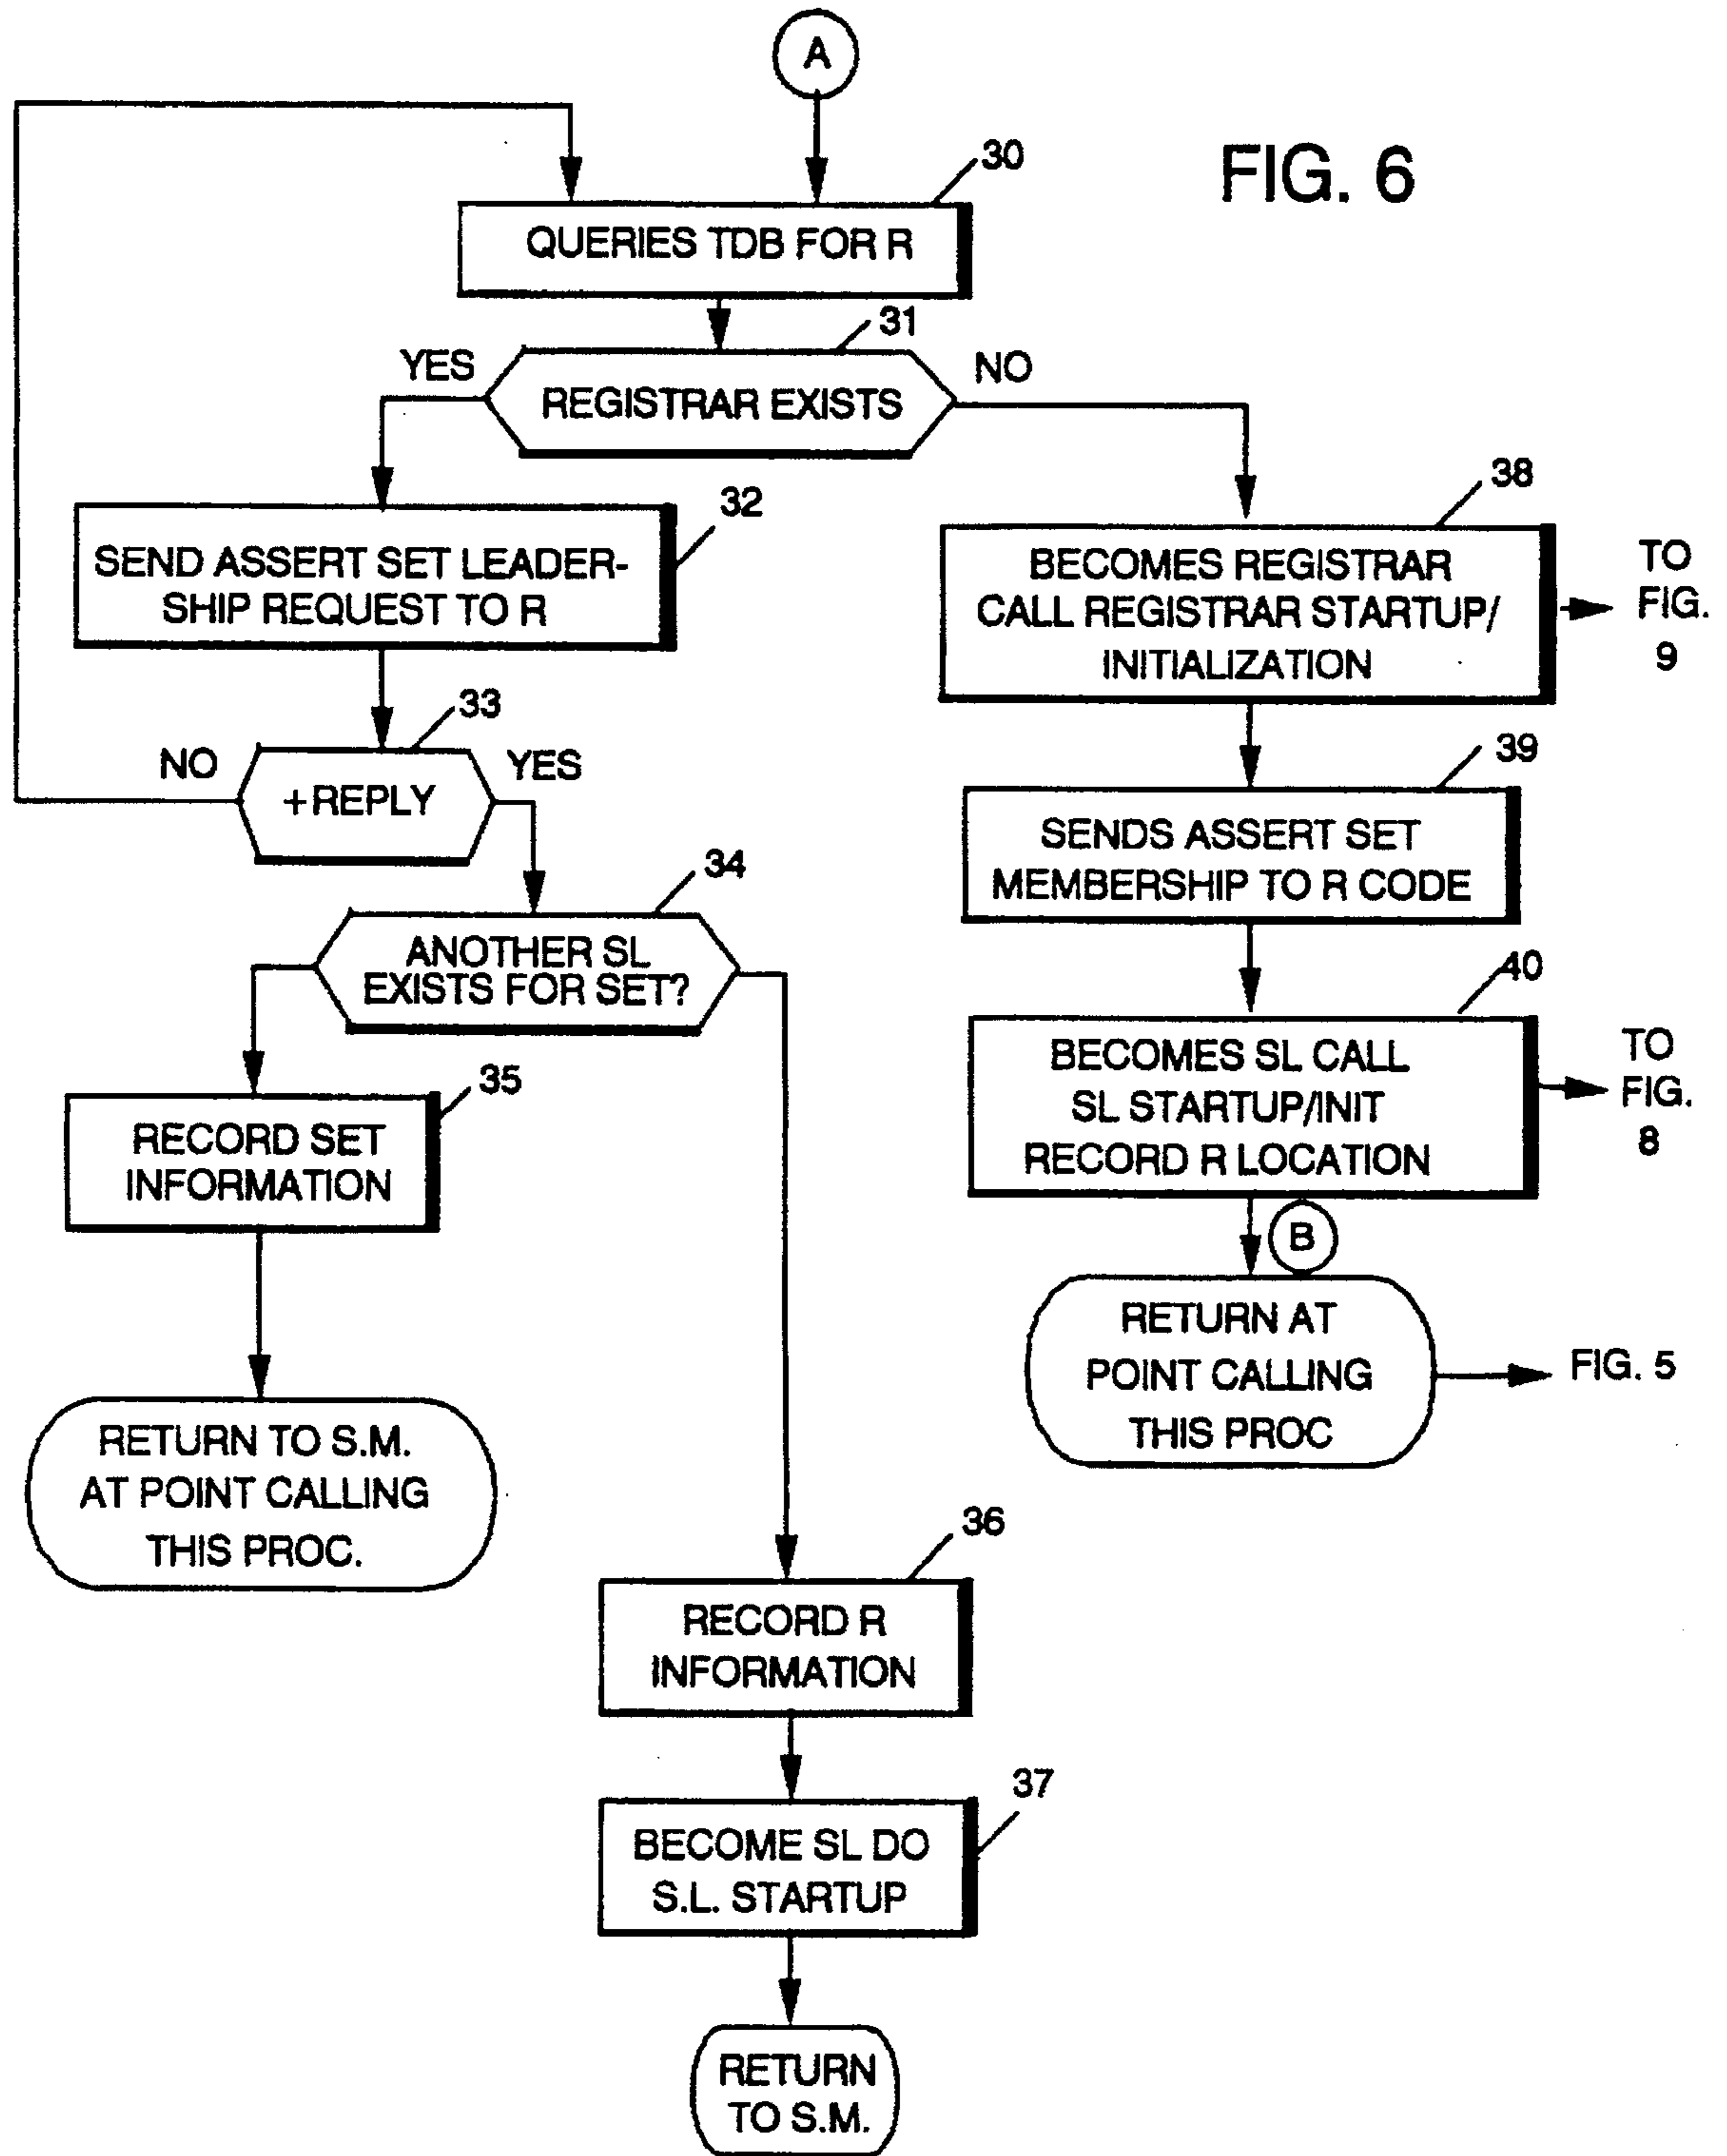 A
FIG. 6
30
QUERIES TDB FOR R
31
YES
NO
REGISTRAR EXISTS
32
SEND ASSERT SET LEADER-
SHIP REQUEST TO R
38
BECOMES REGISTRAR
CALL REGISTRAR STARTUP/
INITIALIZATION
TO
FIG.
9
33
NO
YES
+REPLY
39
SENDS ASSERT SET
MEMBERSHIP TO R CODE
34
ANOTHER SL
EXISTS FOR SET?
40
BECOMES SL CALL
SL STARTUP/INIT
RECORD R LOCATION
TO
FIG.
8
35
RECORD SET
INFORMATION
B
RETURN AT
POINT CALLING
THIS PROC
FIG. 5
RETURN TO S.M.
AT POINT CALLING
THIS PROC.
36
RECORD R
INFORMATION
37
BECOME SL DO
S.L. STARTUP
RETURN
TO S.M.